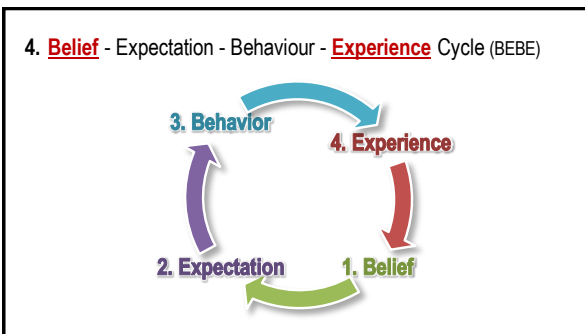 4. Belief - Expectation - Behaviour - Experience Cycle (BEBE)
3. Behavior
4. Experience
2. Expectation
1. Belief